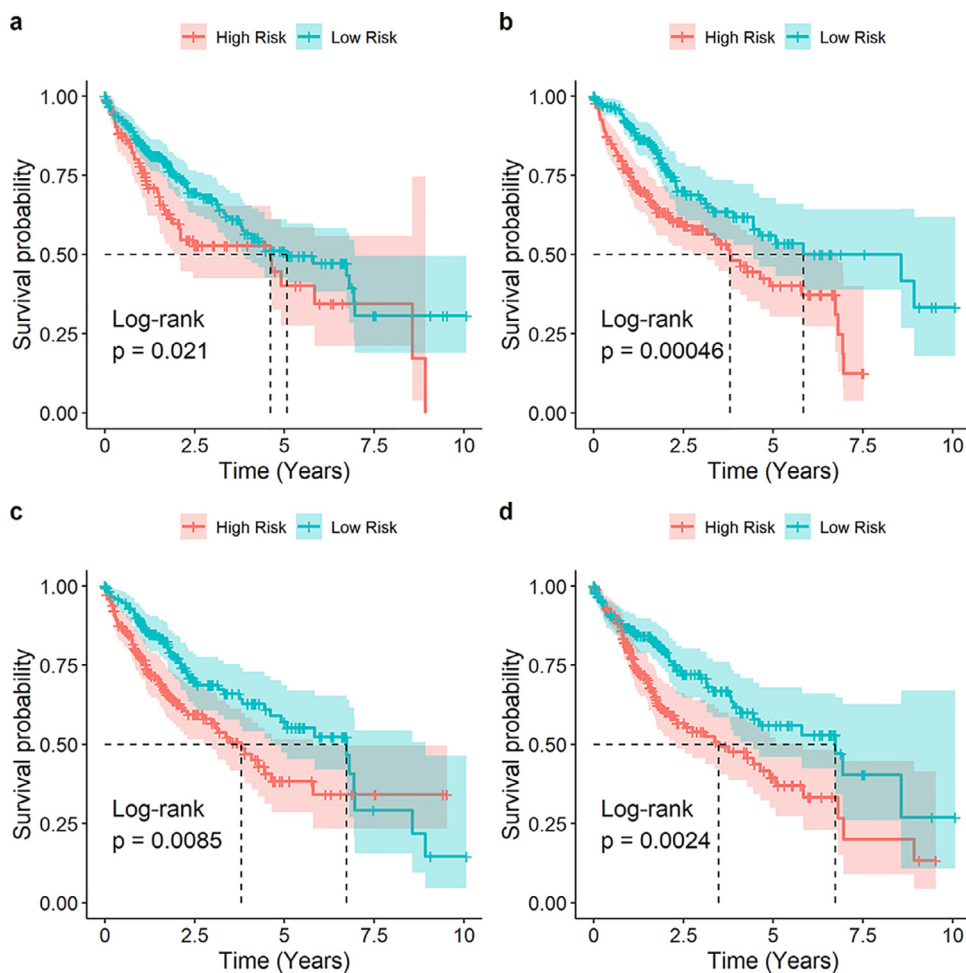 a
High Risk Low Risk
Survival probability
1.00
0.75
0.50
0.25
0.00
Log-rank
p = 0.021
0 2.5 5 7.5 10
Time (Years)
b
High Risk Low Risk
Survival probability
1.00
0.75
0.50
0.25
0.00
Log-rank
p = 0.00046
0 2.5 5 7.5 10
Time (Years)
c
High Risk Low Risk
Survival probability
1.00
0.75
0.50
0.25
0.00
Log-rank
p = 0.0085
0 2.5 5 7.5 10
Time (Years)
d
High Risk Low Risk
Survival probability
1.00
0.75
0.50
0.25
0.00
Log-rank
p = 0.0024
0 2.5 5 7.5 10
Time (Years)